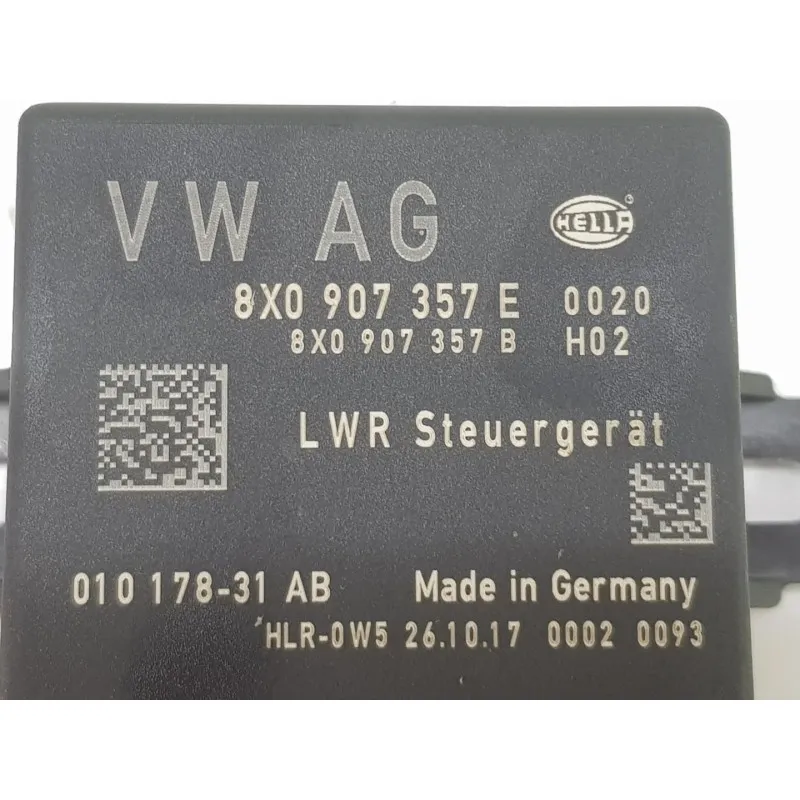 VW AG
HELLA
8X0 907 357 E 0020
8X0 907 357 B H02
LWR Steuergerät
010 178-31 AB Made in Germany
HLR-0W5 26.10.17 0002 0093